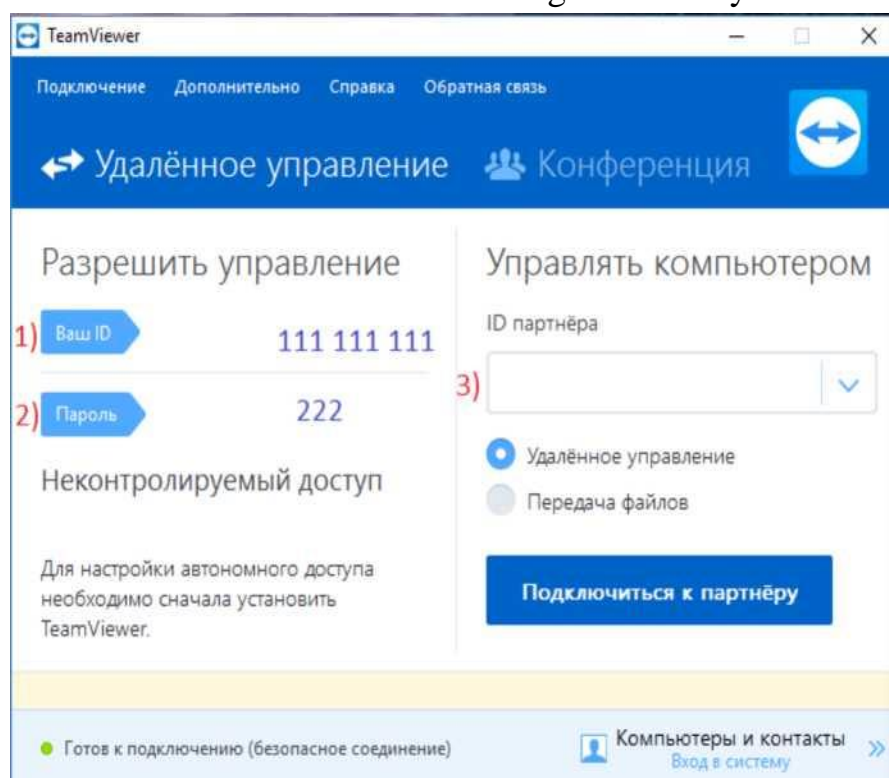 TeamViewer
Подключение Дополнительно Справка Обратная связь
Удалённое управление Конференция
Разрешить управление
1) Ваш ID 111 111 111
2) Пароль 222
Неконтролируемый доступ
Для настройки автономного доступа
необходимо сначала установить
TeamViewer.
Управлять компьютером
ID партнёра
3)
Удалённое управление
Передача файлов
Подключиться к партнёру
Готов к подключению (безопасное соединение)
Компьютеры и контакты
Вход в систему